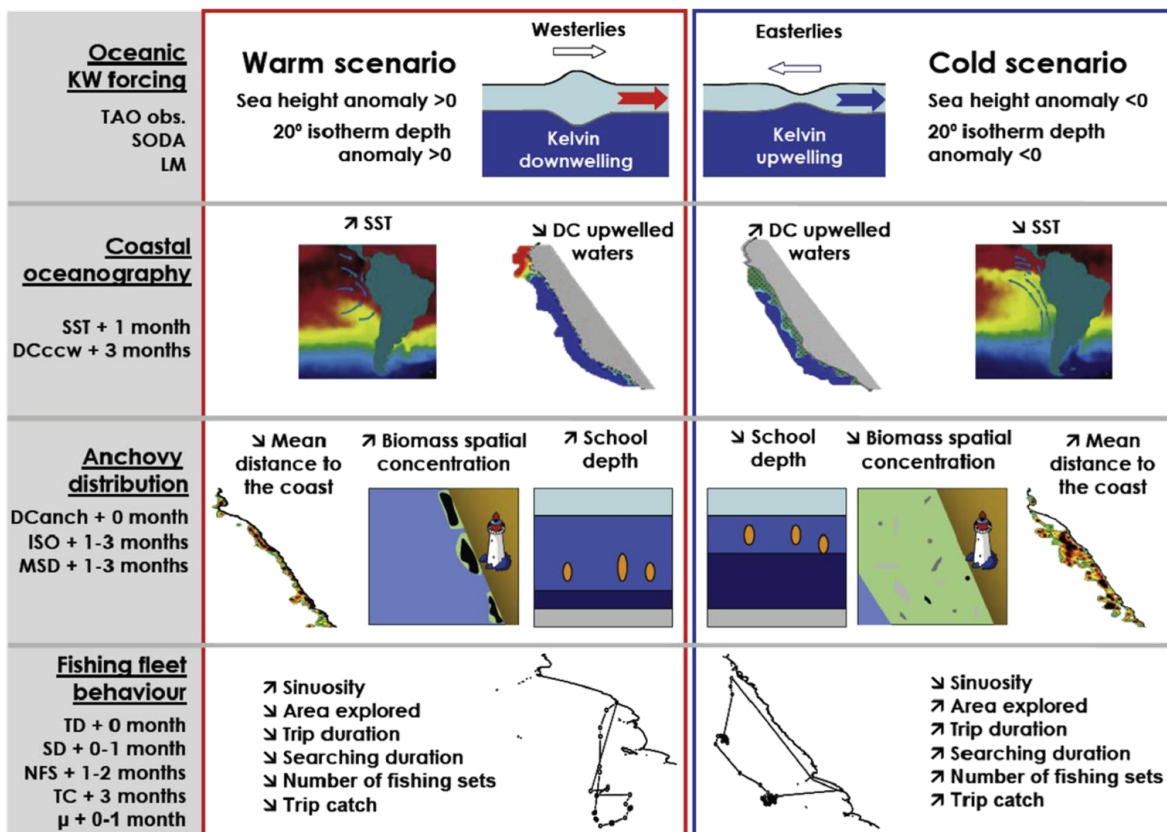 Oceanic
KW forcing
TAO obs.
SODA
LM
Warm scenario
Sea height anomaly >0
20º isotherm depth
anomaly >0
Westerlies
Kelvin
downwelling
Easterlies
Kelvin
upwelling
Cold scenario
Sea height anomaly <0
20º isotherm depth
anomaly <0
Coastal
oceanography
SST + 1 month
DCccw + 3 months
↗ SST
↘ DC upwelled
waters
↗ DC upwelled
waters
↘ SST
Anchovy
distribution
DCanch + 0 month
ISO + 1-3 months
MSD + 1-3 months
↘ Mean
distance to
the coast
↗ Biomass spatial
concentration
↗ School
depth
↘ School
depth
↘ Biomass spatial
concentration
↗ Mean
distance to
the coast
Fishing fleet
behaviour
TD + 0 month
SD + 0-1 month
NFS + 1-2 months
TC + 3 months
µ + 0-1 month
↗ Sinuosity
↘ Area explored
↘ Trip duration
↘ Searching duration
↘ Number of fishing sets
↘ Trip catch
↘ Sinuosity
↗ Area explored
↗ Trip duration
↗ Searching duration
↗ Number of fishing sets
↗ Trip catch